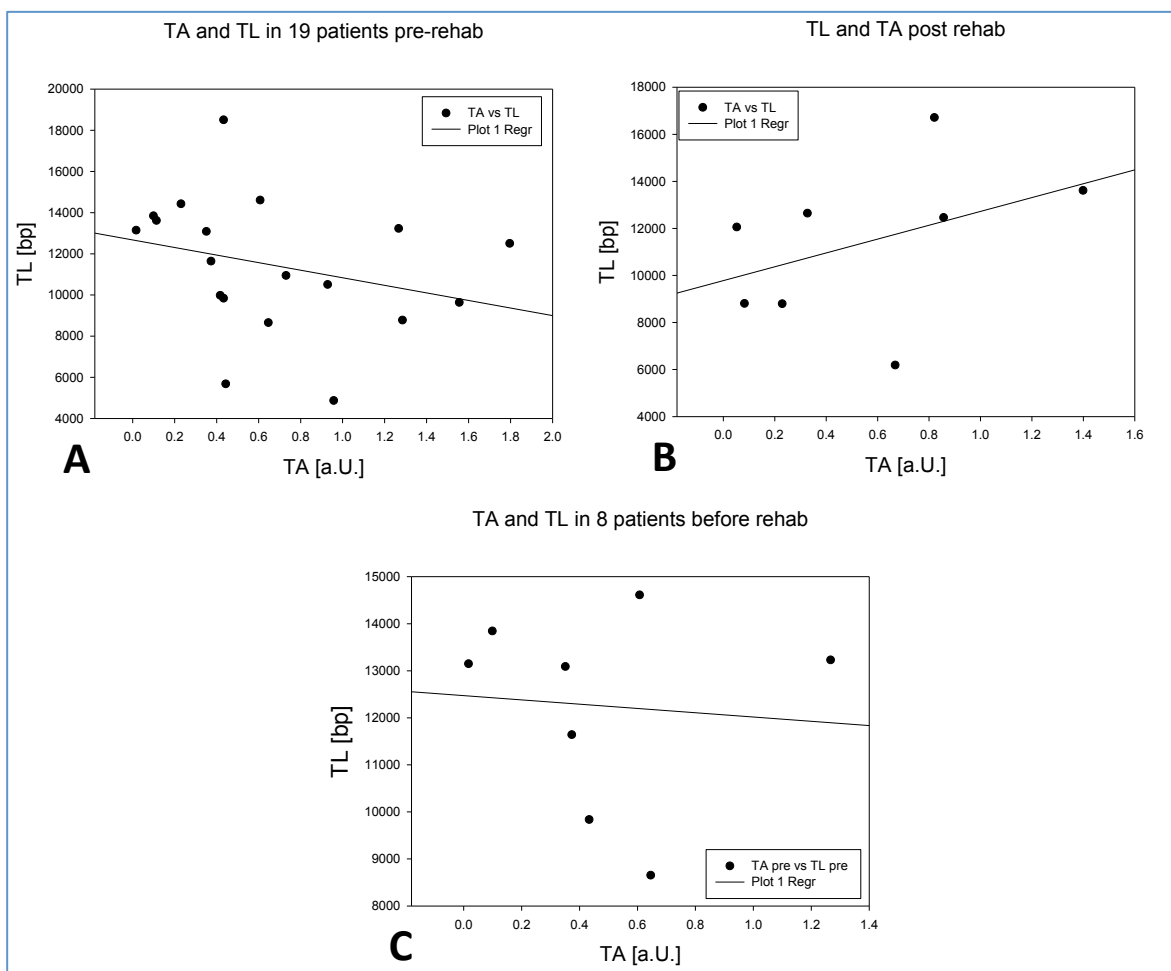 TA and TL in 19 patients pre-rehab
20000
18000
16000
14000
12000
10000
8000
6000
4000
TL [bp]
TA vs TL
Plot 1 Regr
0.0 0.2 0.4 0.6 0.8 1.0 1.2 1.4 1.6 1.8 2.0
TA [a.U.]
A
TL and TA post rehab
18000
16000
14000
12000
10000
8000
6000
4000
TL [bp]
TA vs TL
Plot 1 Regr
0.0 0.2 0.4 0.6 0.8 1.0 1.2 1.4 1.6
TA [a.U.]
B
TA and TL in 8 patients before rehab
15000
14000
13000
12000
11000
10000
9000
8000
TL [bp]
TA pre vs TL pre
Plot 1 Regr
0.0 0.2 0.4 0.6 0.8 1.0 1.2 1.4
TA [a.U.]
C